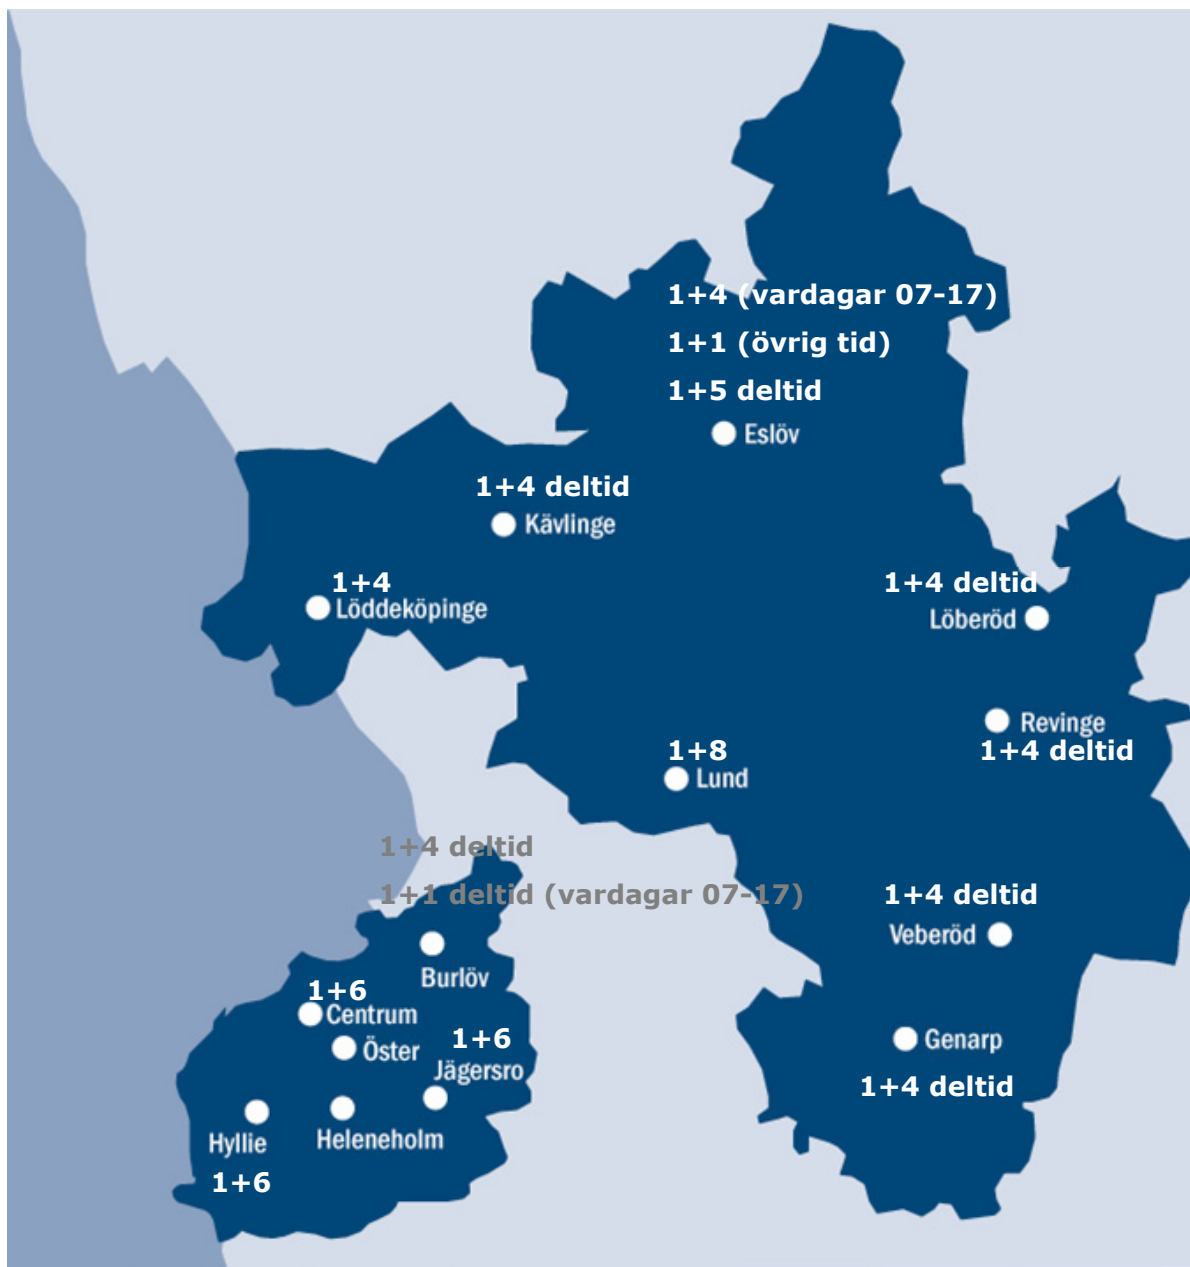 1+4 (vardagar 07-17)
1+1 (övrig tid)
1+5 deltid
Eslöv
1+4 deltid
Kävlinge
1+4
Löddeköpinge
1+4 deltid
Löberöd
Revinge
1+4 deltid
1+8
Lund
1+4 deltid
1+1 deltid (vardagar 07-17)
1+4 deltid
Veberöd
Burlöv
1+6
Centrum
Öster
1+6
Jägersro
Genarp
1+4 deltid
Hyllie
Heleneholm
1+6